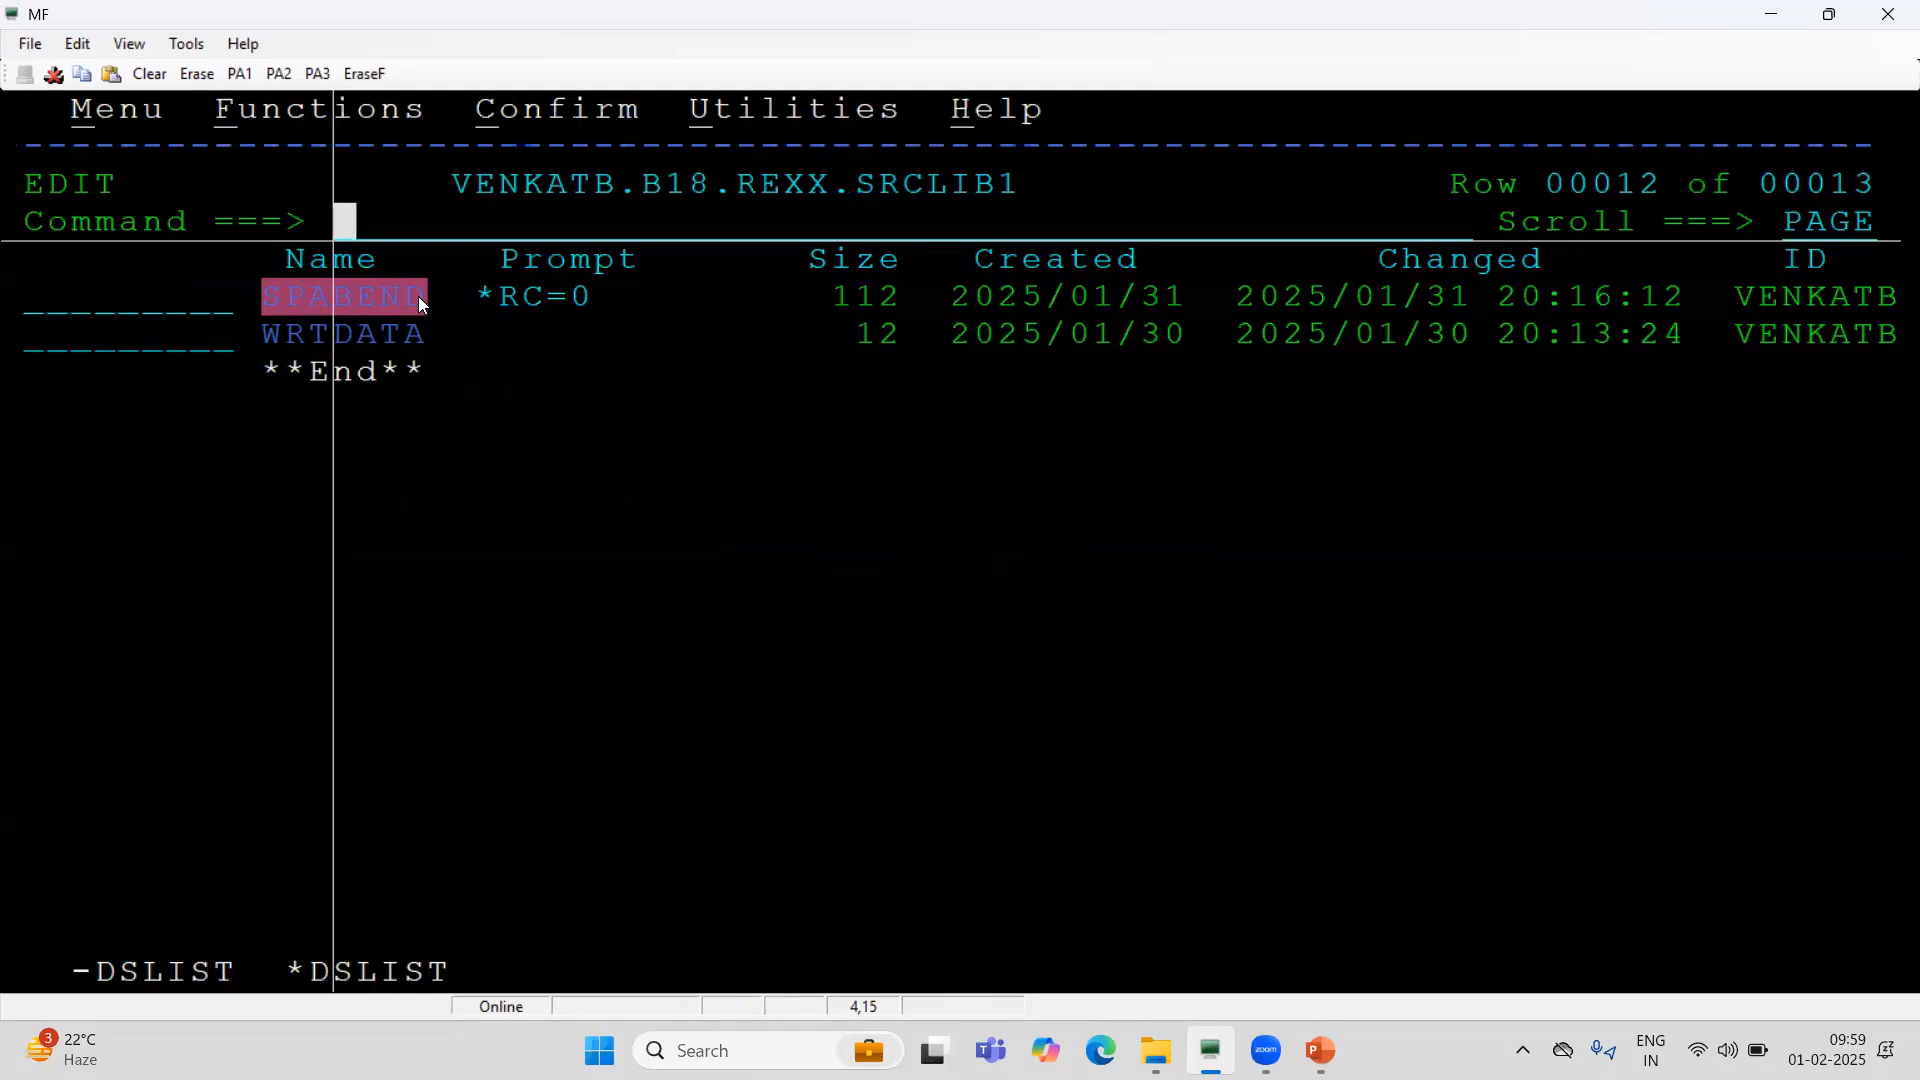 MF
File Edit View Tools Help
Clear Erase PA1 PA2 PA3 EraseF
Menu Functions Confirm Utilities Help
EDIT VENKATB.B18.REXX.SRCLIB1 Row 00012 of 00013
Command ===> Scroll ===> PAGE
Name Prompt Size Created Changed ID
SPABEND *RC=0 112 2025/01/31 2025/01/31 20:16:12 VENKATB
WRTDATA 12 2025/01/30 2025/01/30 20:13:24 VENKATB
**End**
-DSLIST *DSLIST
Online 4,15
3 22°C Search zoom P ENG 09:59
Haze IN 01-02-2025